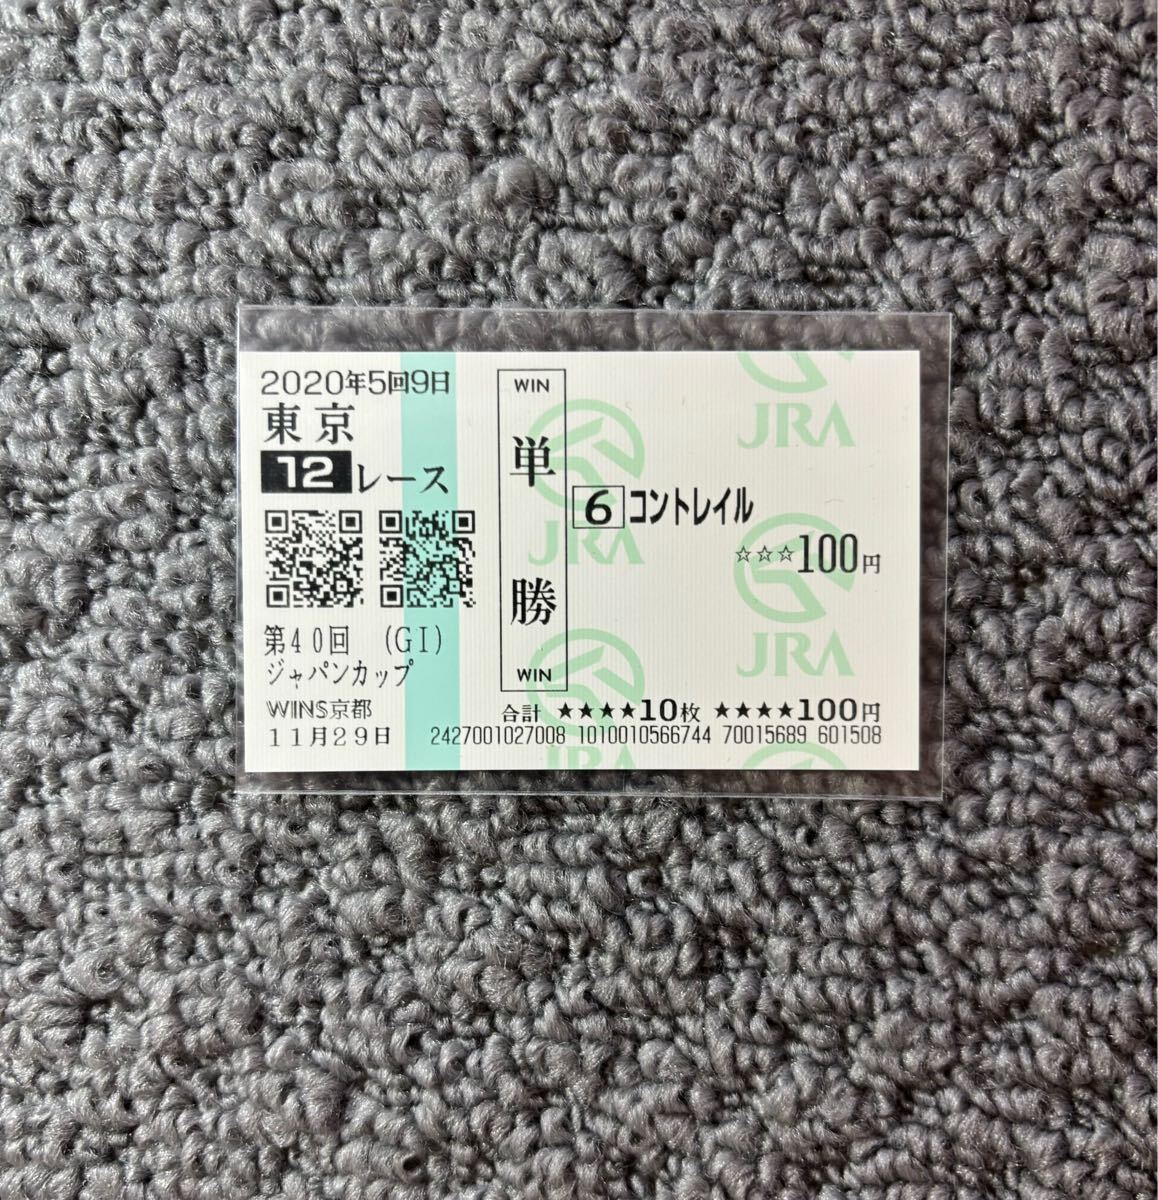 2020年5回9日
東京
12レース
第40回 (GI)
ジャパンカップ
WINS京都
11月29日
WIN
単勝
WIN
6 コントレイル
☆☆☆100円
合計 ★★★★10枚 ★★★★100円
2427001027008 1010010566744 70015689 601508
JRA
JRA
JRA
JRA
JRA